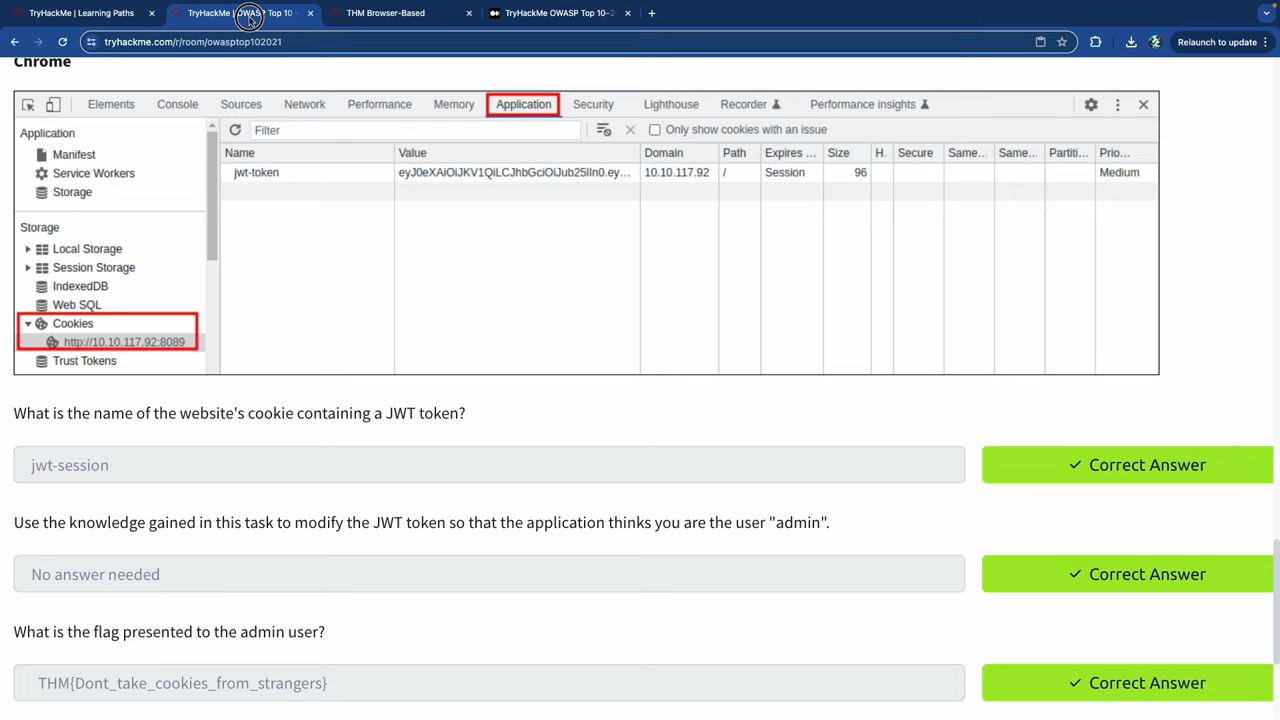 TryHackMe | Learning Paths
TryHackMe | OWASP Top 10 -
THM Browser-Based
TryHackMe OWASP Top 10-2
tryhackme.com/r/room/owasptop102021
Relaunch to update
Chrome
Elements Console Sources Network Performance Memory Application Security Lighthouse Recorder Performance insights
Application
Filter
Only show cookies with an issue
Name Value Domain Path Expires ... Size H. Secure Same... Same... Partiti... Prio...
Manifest
jwt-token eyJ0eXAiOiJKV1QiLCJhbGciOiJub25lIn0.ey... 10.10.117.92 / Session 96 Medium
Service Workers
Storage
Storage
Local Storage
Session Storage
IndexedDB
Web SQL
Cookies
http://10.10.117.92:8089
Trust Tokens
What is the name of the website's cookie containing a JWT token?
jwt-session
Correct Answer
Use the knowledge gained in this task to modify the JWT token so that the application thinks you are the user "admin".
No answer needed
Correct Answer
What is the flag presented to the admin user?
THM{Dont_take_cookies_from_strangers}
Correct Answer